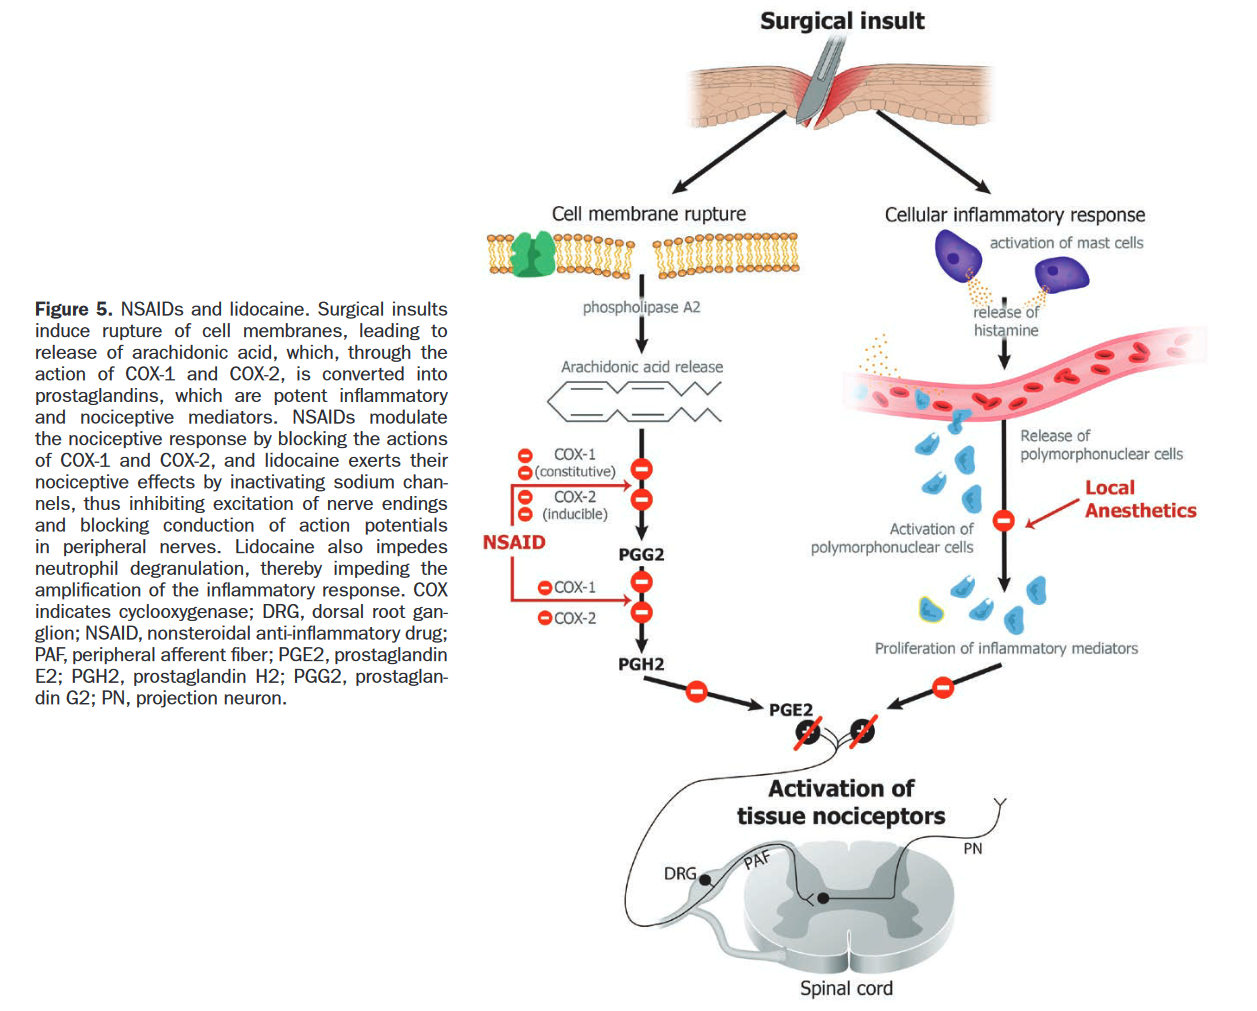 Surgical insult
Cell membrane rupture
phospholipase A2
Arachidonic acid release
COX-1
(constitutive)
COX-2
(inducible)
NSAID
PGG2
COX-1
COX-2
PGH2
Cellular inflammatory response
activation of mast cells
release of
histamine
Release of
polymorphonuclear cells
Local
Anesthetics
Activation of
polymorphonuclear cells
Proliferation of inflammatory mediators
PGE2
Activation of
tissue nociceptors
DRG
PAF
PN
Spinal cord
Figure 5. NSAIDs and lidocaine. Surgical insults
induce rupture of cell membranes, leading to
release of arachidonic acid, which, through the
action of COX-1 and COX-2, is converted into
prostaglandins, which are potent inflammatory
and nociceptive mediators. NSAIDs modulate
the nociceptive response by blocking the actions
of COX-1 and COX-2, and lidocaine exerts their
nociceptive effects by inactivating sodium chan-
nels, thus inhibiting excitation of nerve endings
and blocking conduction of action potentials
in peripheral nerves. Lidocaine also impedes
neutrophil degranulation, thereby impeding the
amplification of the inflammatory response. COX
indicates cyclooxygenase; DRG, dorsal root gan-
glion; NSAID, nonsteroidal anti-inflammatory drug;
PAF, peripheral afferent fiber; PGE2, prostaglandin
E2; PGH2, prostaglandin H2; PGG2, prostaglan-
din G2; PN, projection neuron.